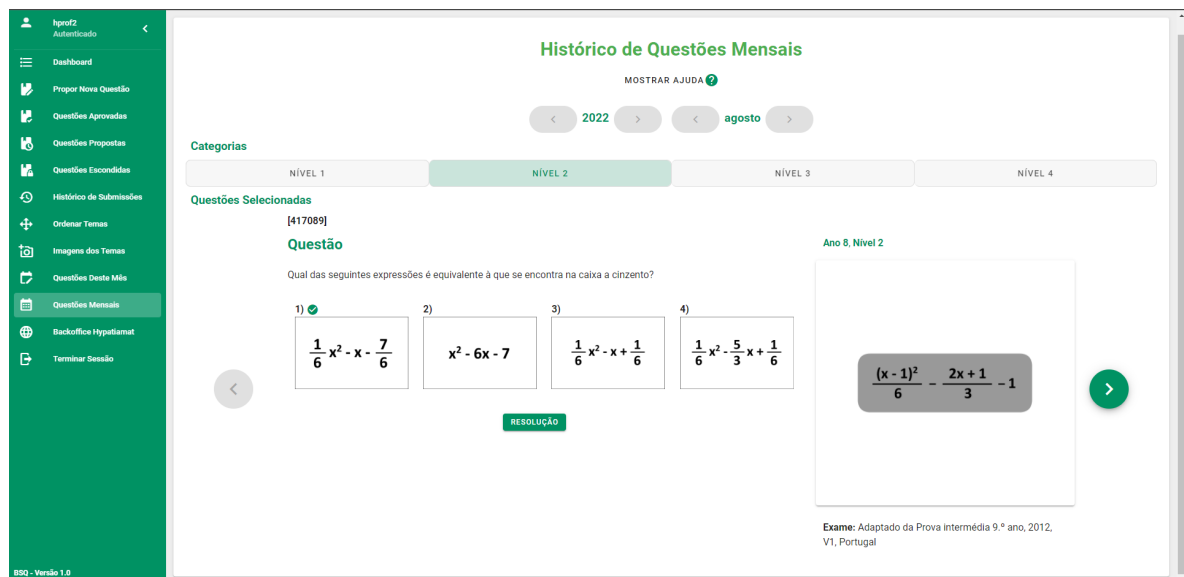 hprof2
Autenticado
Dashboard
Propor Nova Questão
Questões Aprovadas
Questões Propostas
Questões Escondidas
Histórico de Submissões
Ordenar Temas
Imagens dos Temas
Questões Deste Mês
Questões Mensais
Backoffice Hypatiamat
Terminar Sessão
BSQ - Versão 1.0
Histórico de Questões Mensais
MOSTRAR AJUDA ?
< 2022 > < agosto >
Categorias
NÍVEL 1 NÍVEL 2 NÍVEL 3 NÍVEL 4
Questões Selecionadas
[417089]
Questão
Qual das seguintes expressões é equivalente à que se encontra na caixa a cinzento?
1) 2) 3) 4)
1/6 x² - x - 7/6
x² - 6x - 7
1/6 x² - x + 1/6
1/6 x² - 5/3 x + 1/6
RESOLUÇÃO
Ano 8, Nível 2
(x - 1)²/6 - 2x + 1/3 - 1
Exame: Adaptado da Prova intermédia 9.º ano, 2012,
V1, Portugal